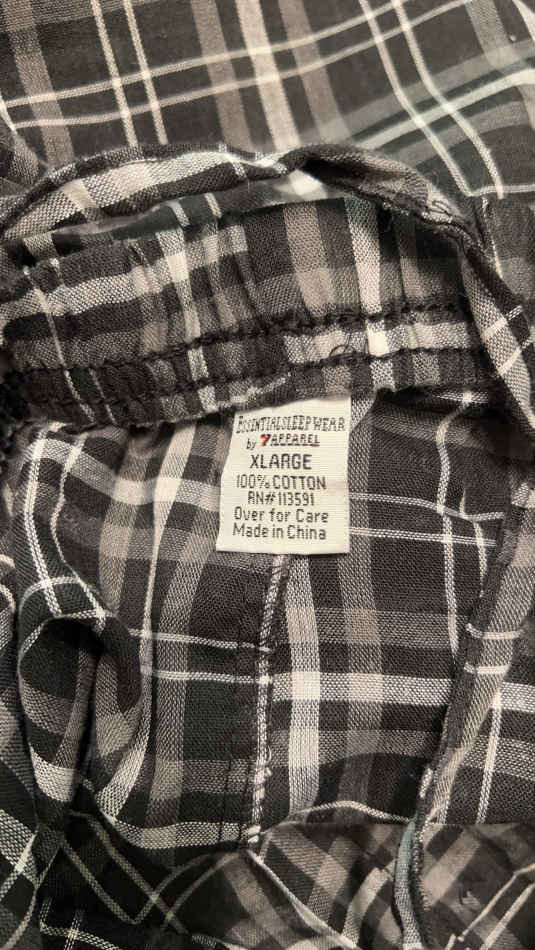 ESSENTIALSLEEPWEAR
by 7APPAREL
XLARGE
100% COTTON
RN#113591
Over for Care
Made in China